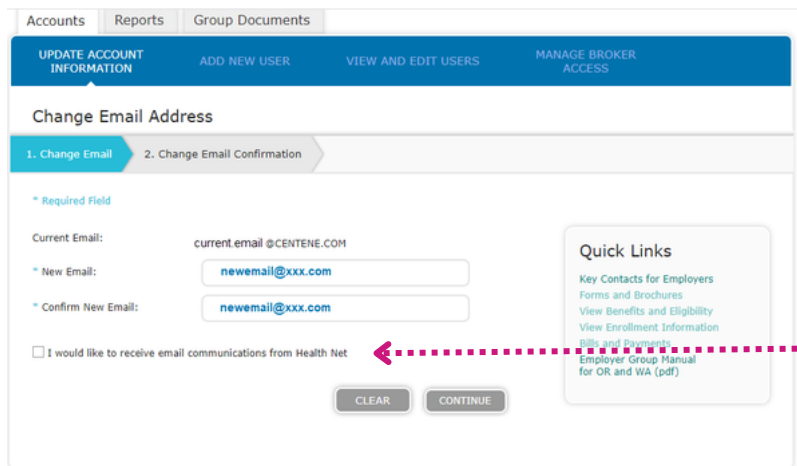 Accounts Reports Group Documents
UPDATE ACCOUNT INFORMATION ADD NEW USER VIEW AND EDIT USERS MANAGE BROKER ACCESS
Change Email Address
1. Change Email 2. Change Email Confirmation
* Required Field
Current Email: current.email @CENTENE.COM
* New Email: newemail@xxx.com
* Confirm New Email: newemail@xxx.com
I would like to receive email communications from Health Net
CLEAR CONTINUE
Quick Links
Key Contacts for Employers
Forms and Brochures
View Benefits and Eligibility
View Enrollment Information
Bills and Payments
Employer Group Manual
for OR and WA (pdf)